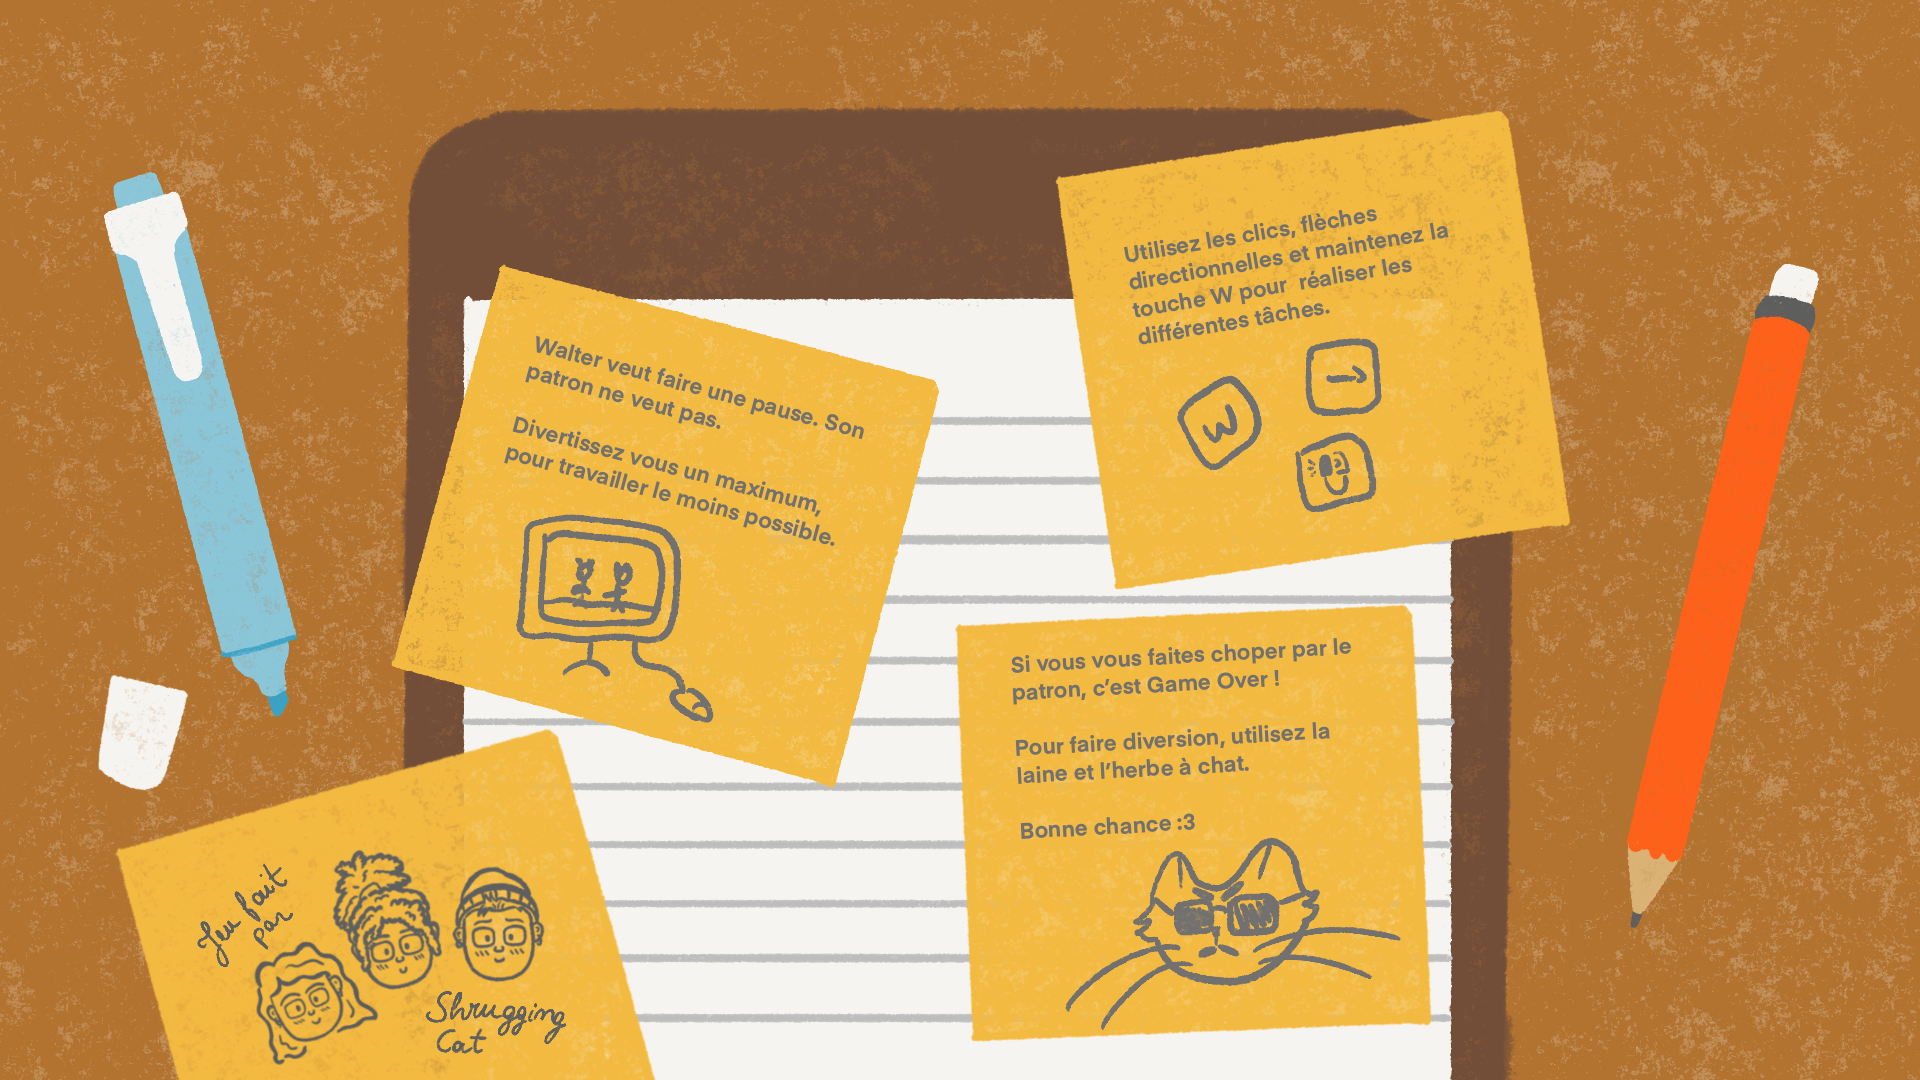 Walter veut faire une pause. Son
patron ne veut pas.
Divertissez vous un maximum,
pour travailler le moins possible.
Utilisez les clics, flèches
directionnelles et maintenez la
touche W pour réaliser les
différentes tâches.
W
→
Si vous vous faites choper par le
patron, c’est Game Over !
Pour faire diversion, utilisez la
laine et l’herbe à chat.
Bonne chance :3
Jeu fait
par
Shrugging
Cat